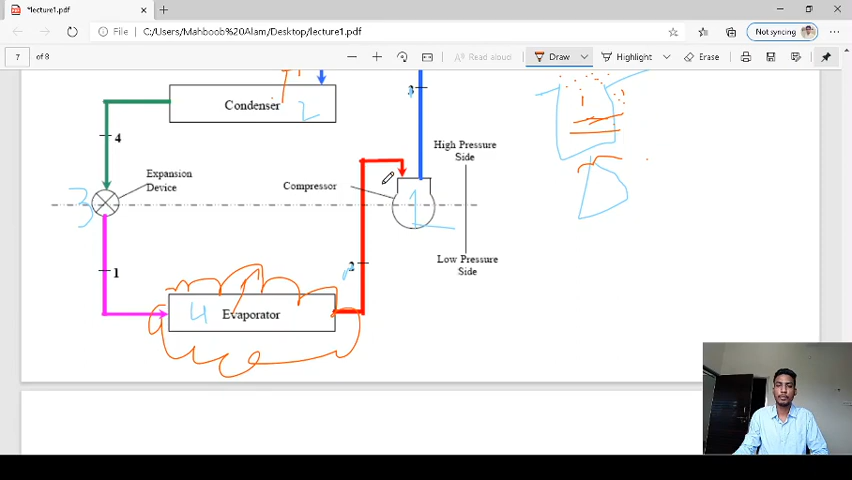 *lecture1.pdf
Not syncing
File
C:/Users/Mahboob%20Alam/Desktop/lecture1.pdf
7 of 8
Read aloud
Draw
Highlight
Erase
Condenser
2
4
3
Expansion
Device
Compressor
1
High Pressure
Side
Low Pressure
Side
1
2
4
Evaporator